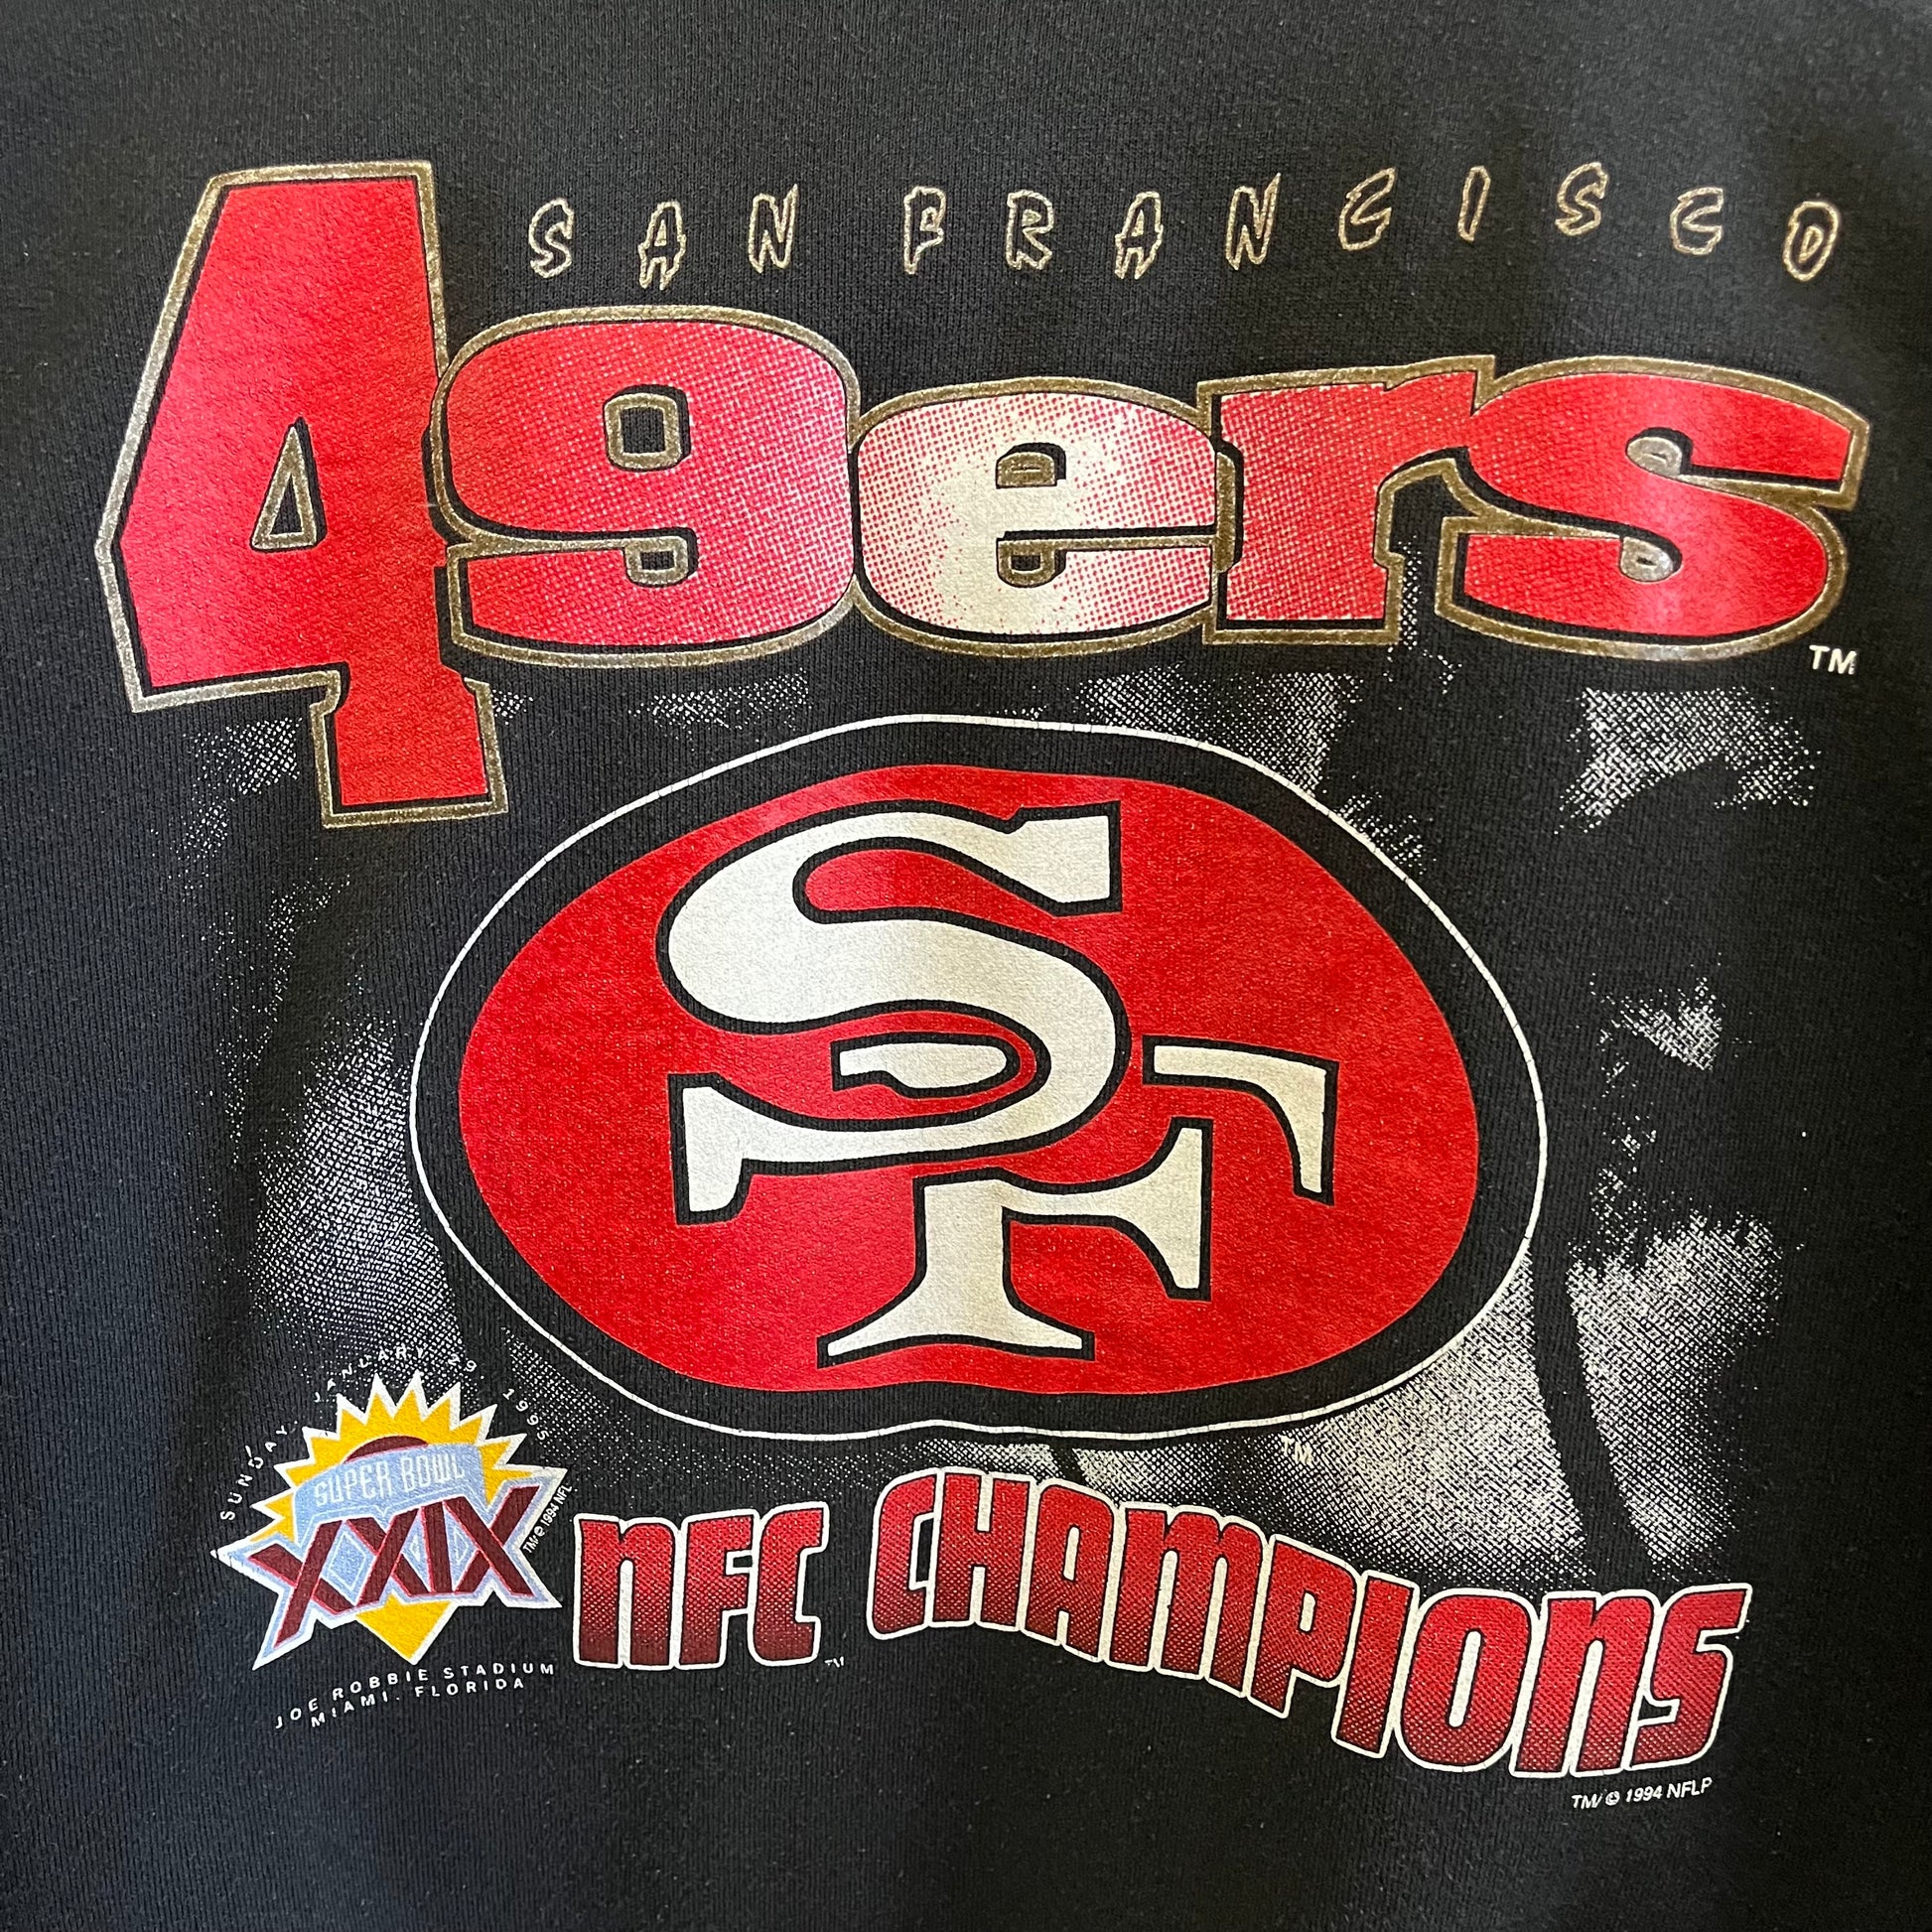 SAN FRANCISCO
49ers
TM
SF
TM
SUNDAY, JANUARY 29, 1995
SUPER BOWL
XXIX
TM/© 1994 NFL
JOE ROBBIE STADIUM
MIAMI, FLORIDA
NFC CHAMPIONS
TM
TM/© 1994 NFLP